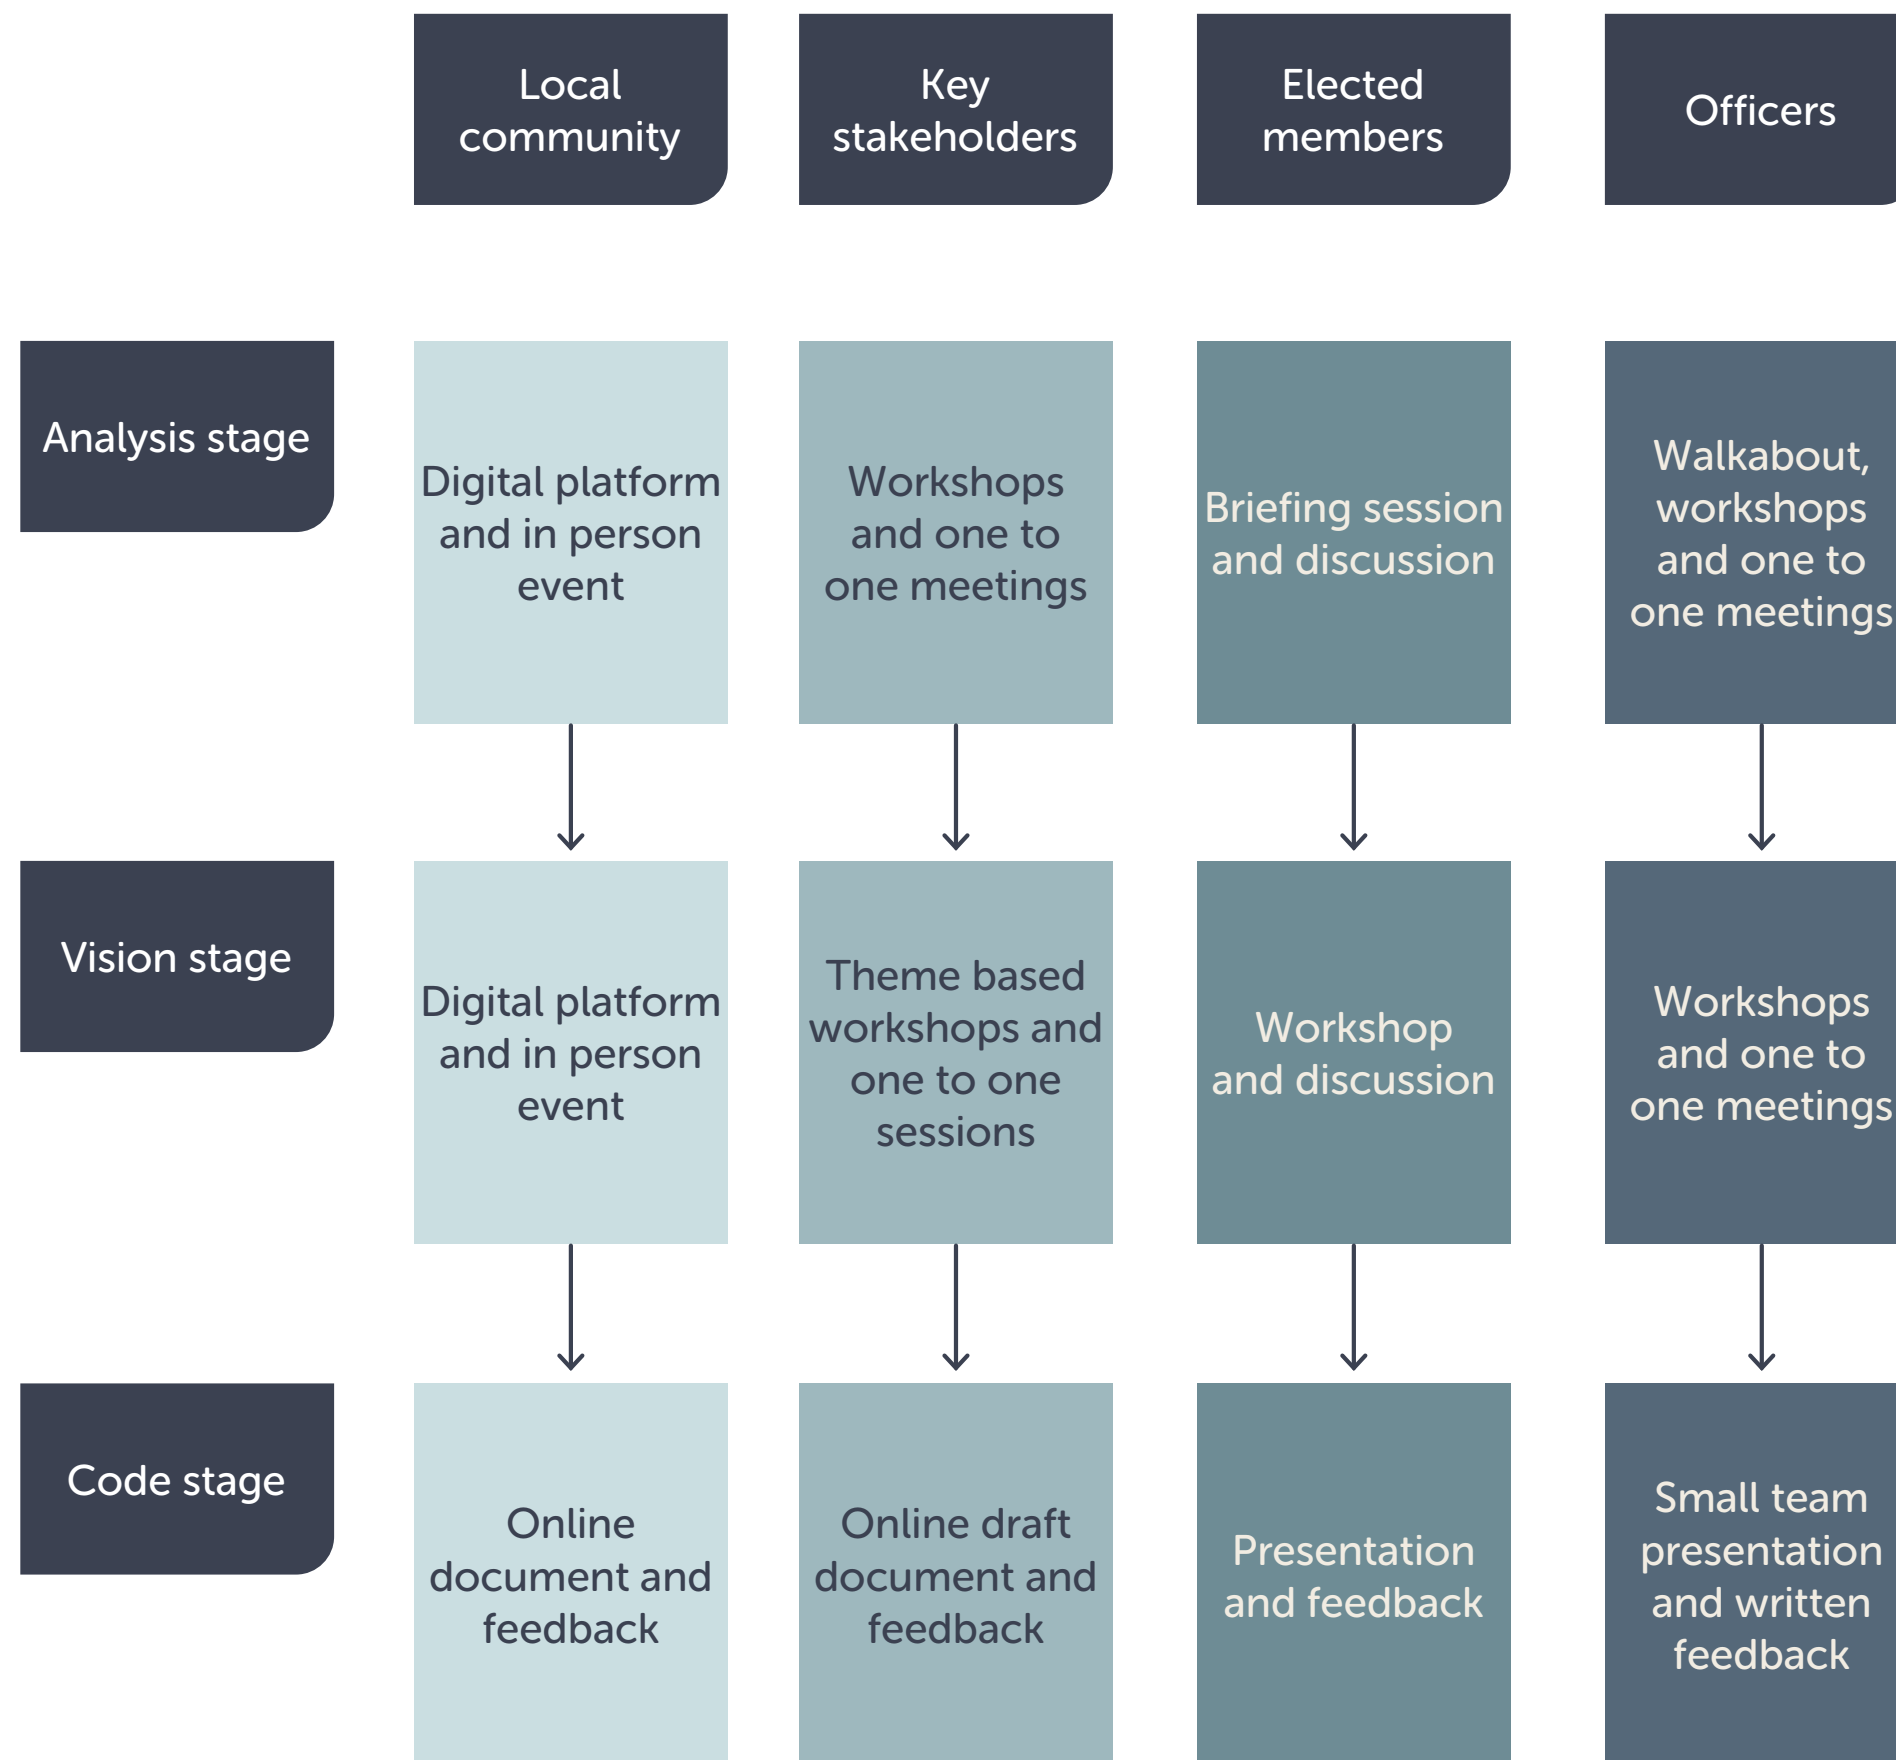 Local
community
Key
stakeholders
Elected
members
Officers
Analysis stage
Digital platform
and in person
event
Workshops
and one to
one meetings
Briefing session
and discussion
Walkabout,
workshops
and one to
one meetings
Vision stage
Digital platform
and in person
event
Theme based
workshops and
one to one
sessions
Workshop
and discussion
Workshops
and one to
one meetings
Code stage
Online
document and
feedback
Online draft
document and
feedback
Presentation
and feedback
Small team
presentation
and written
feedback